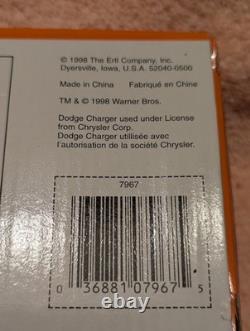 © 1998 The Ertl Company, Inc.
Dyersville, Iowa, U.S.A. 52040-0500
Made in China Fabriqué en Chine
TM & © 1998 Warner Bros.
Dodge Charger used under License
from Chrysler Corp.
Dodge Charger utilisée avec
l'autorisation de la société Chrysler.
7967
0 36881 07967 5